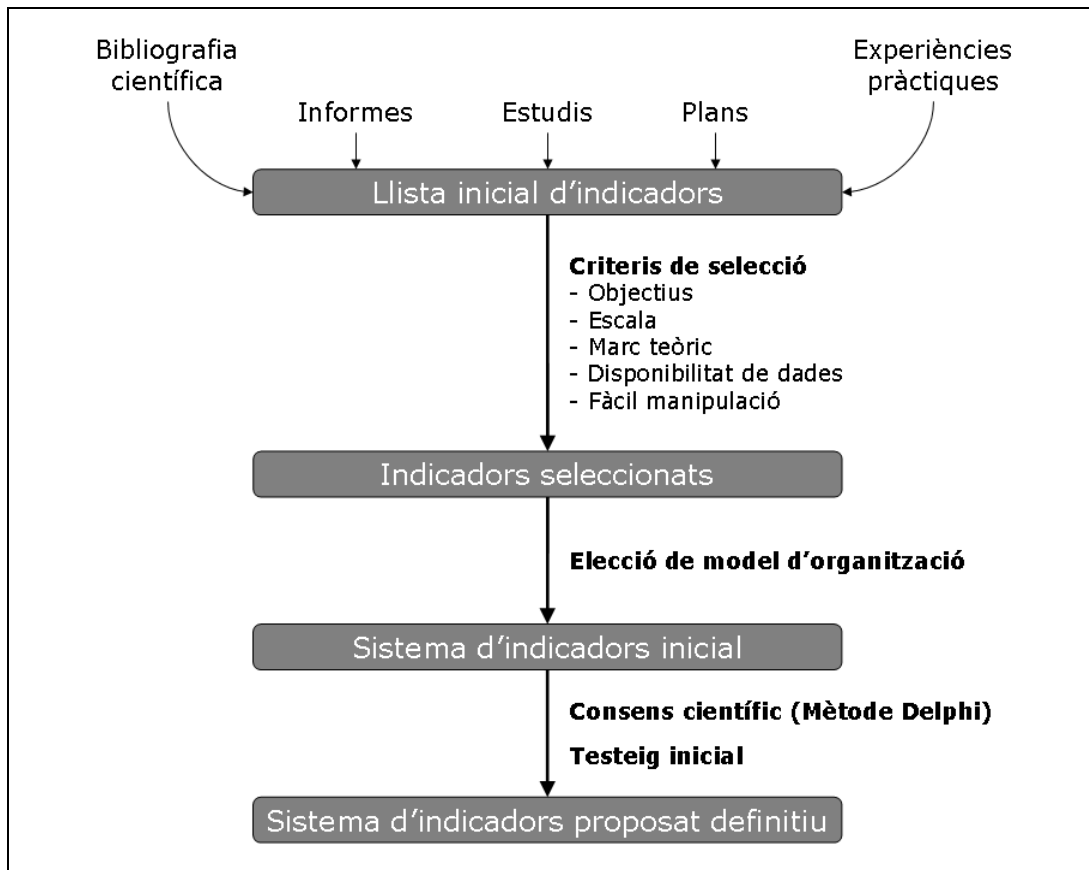 Bibliografia
científica
Experiències
pràctiques
Informes
Estudis
Plans
Llista inicial d’indicadors
Criteris de selecció
- Objectius
- Escala
- Marc teòric
- Disponibilitat de dades
- Fàcil manipulació
Indicadors seleccionats
Elecció de model d’organització
Sistema d’indicadors inicial
Consens científic (Mètode Delphi)
Testeig inicial
Sistema d’indicadors proposat definitiu